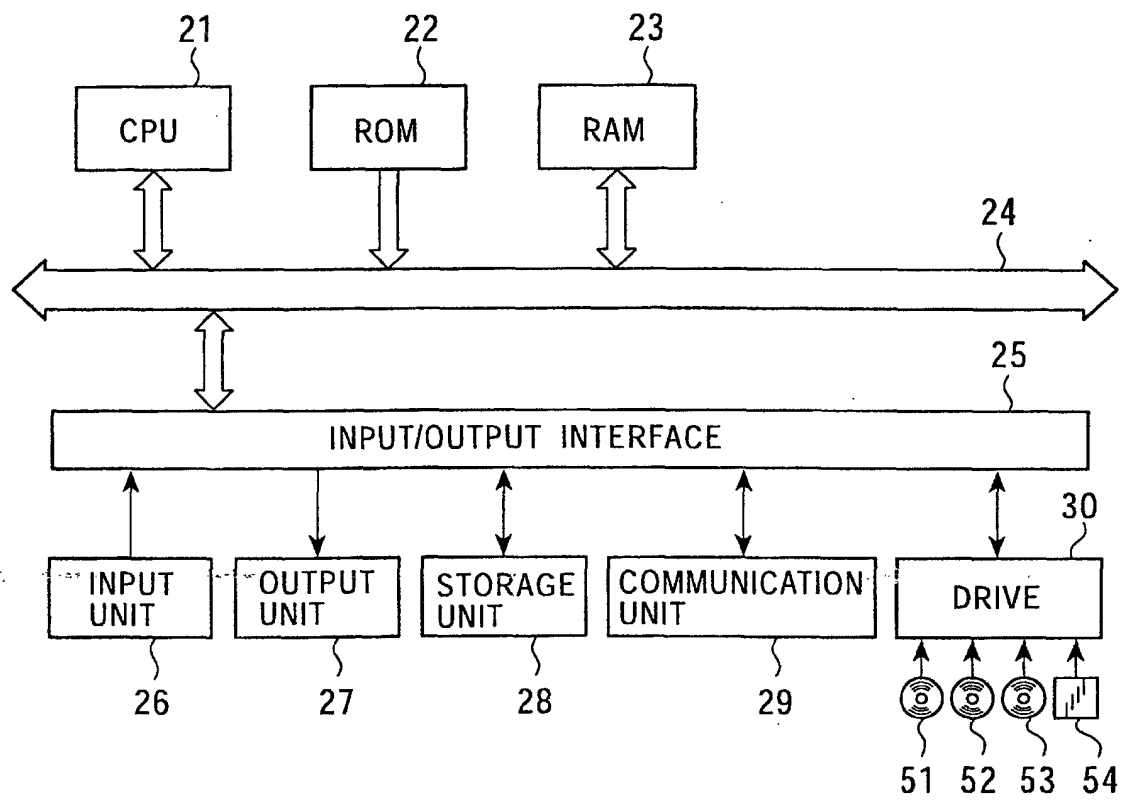 21
22
23
CPU
ROM
RAM
24
25
INPUT/OUTPUT INTERFACE
30
INPUT
UNIT
OUTPUT
UNIT
STORAGE
UNIT
COMMUNICATION
UNIT
DRIVE
26
27
28
29
51
52
53
54